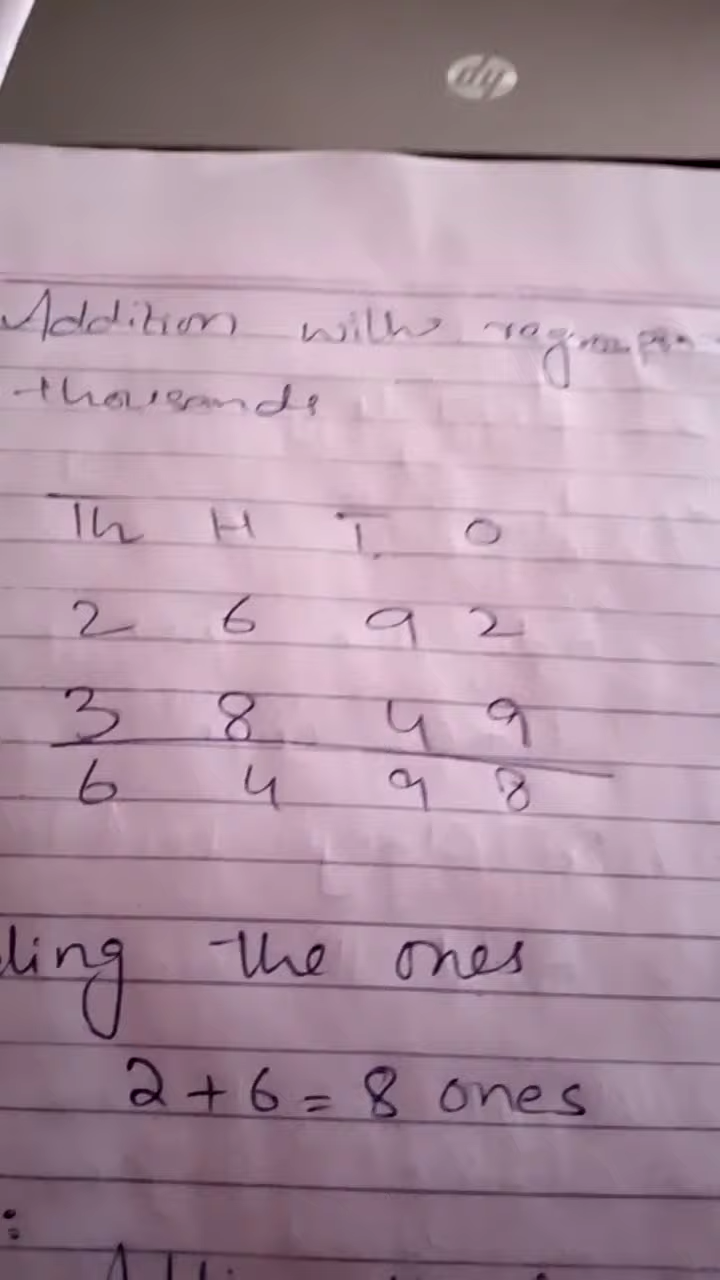 hp
Addition with
thousands
Th H T. O
2 6 9 2
3 8 4 9
6 4 9 8
ling the ones
2 + 6 = 8 ones
: